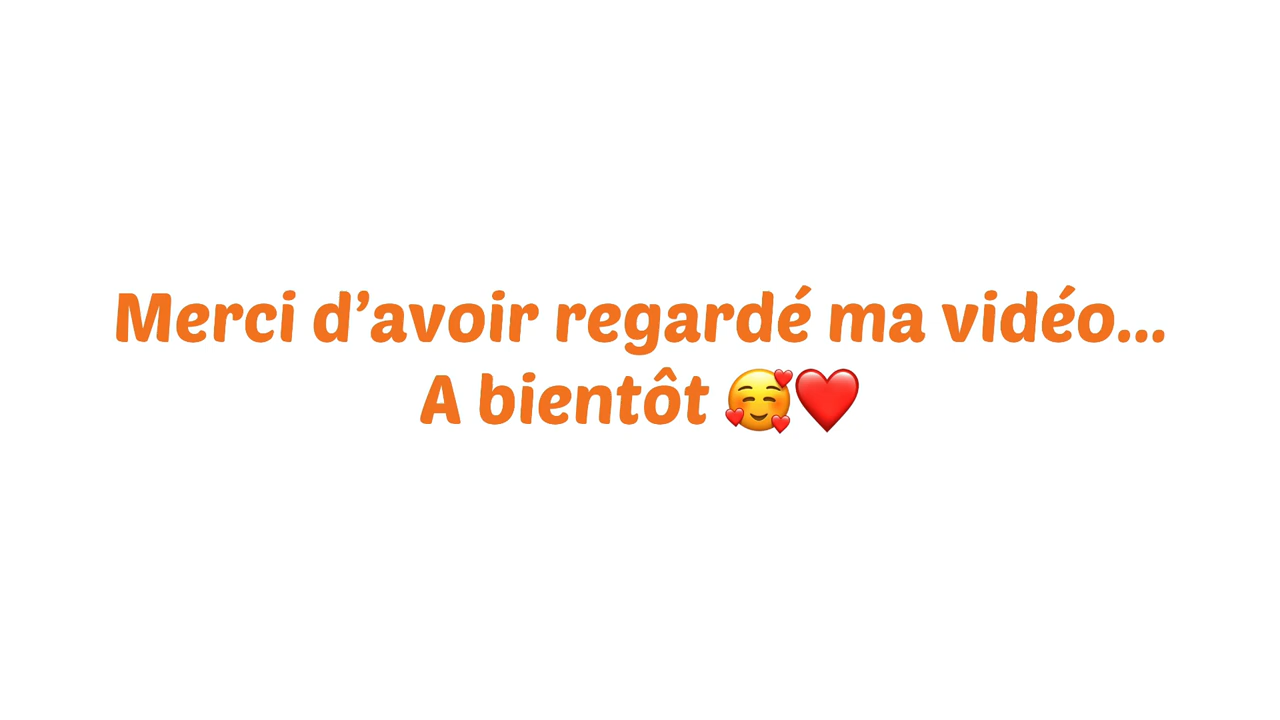 Merci d’avoir regardé ma vidéo...
A bientôt 🥰❤️